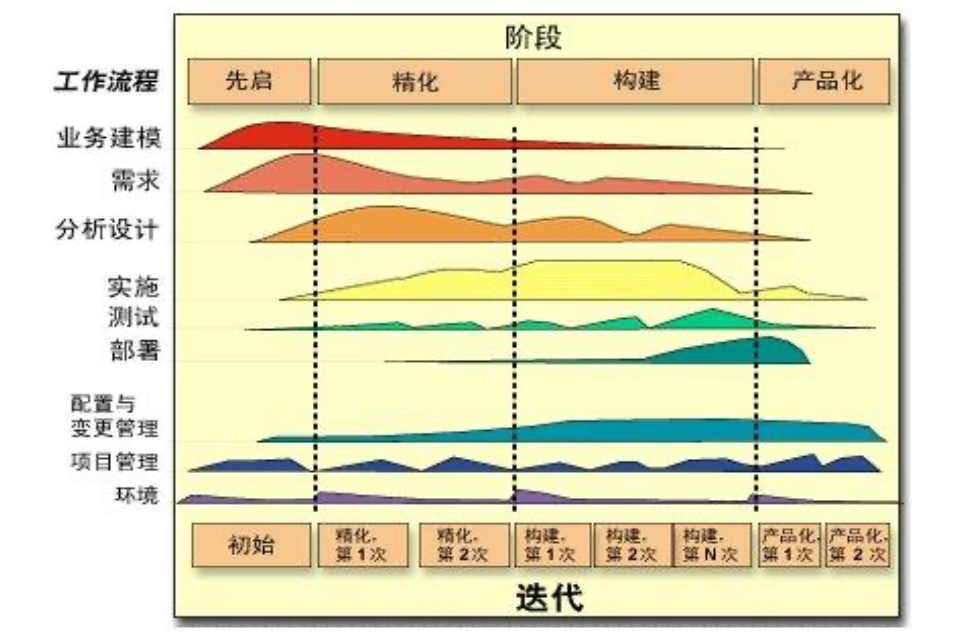 阶段
工作流程
先启
精化
构建
产品化
业务建模
需求
分析设计
实施
测试
部署
配置与
变更管理
项目管理
环境
初始
精化，
第 1 次
精化，
第 2 次
构建，
第 1 次
构建，
第 2 次
构建，
第 N 次
产品化，
第 1 次
产品化，
第 2 次
迭代